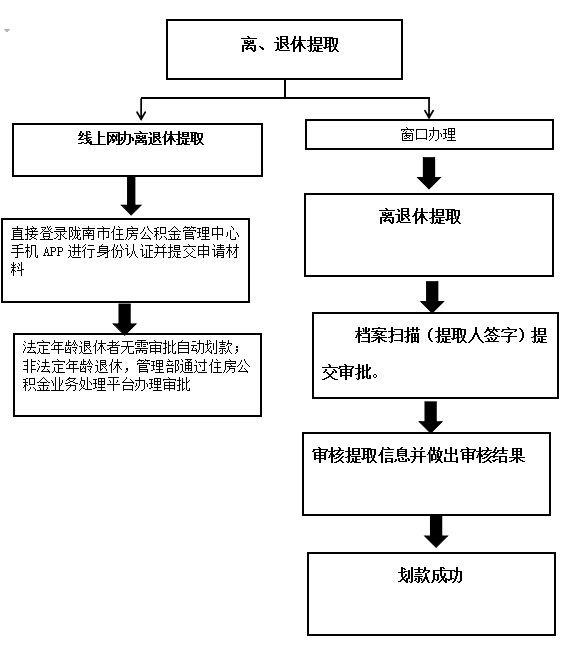 离、退休提取
线上网办离退休提取
直接登录陇南市住房公积金管理中心
手机 APP 进行身份认证并提交申请材
料
法定年龄退休者无需审批自动划款；
非法定年龄退休，管理部通过住房公
积金业务处理平台办理审批
窗口办理
离退休提取
档案扫描（提取人签字）提
交审批。
审核提取信息并做出审核结果
划款成功